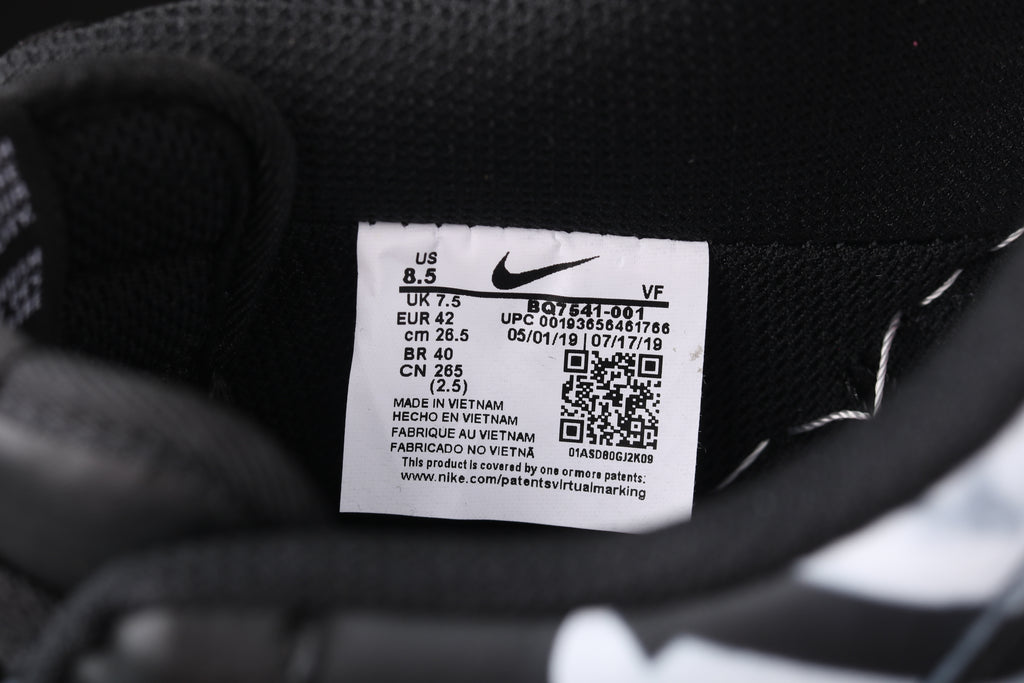 US
8.5
VF
UK 7.5
BQ7541-001
EUR 42
UPC 00193656461766
cm 26.5
05/01/19 | 07/17/19
BR 40
CN 265
(2.5)
MADE IN VIETNAM
HECHO EN VIETNAM
FABRIQUE AU VIETNAM
FABRICADO NO VIETNÃ
01ASD80GJ2K09
This product is covered by one or more patents:
www.nike.com/patentsvirtualmarking